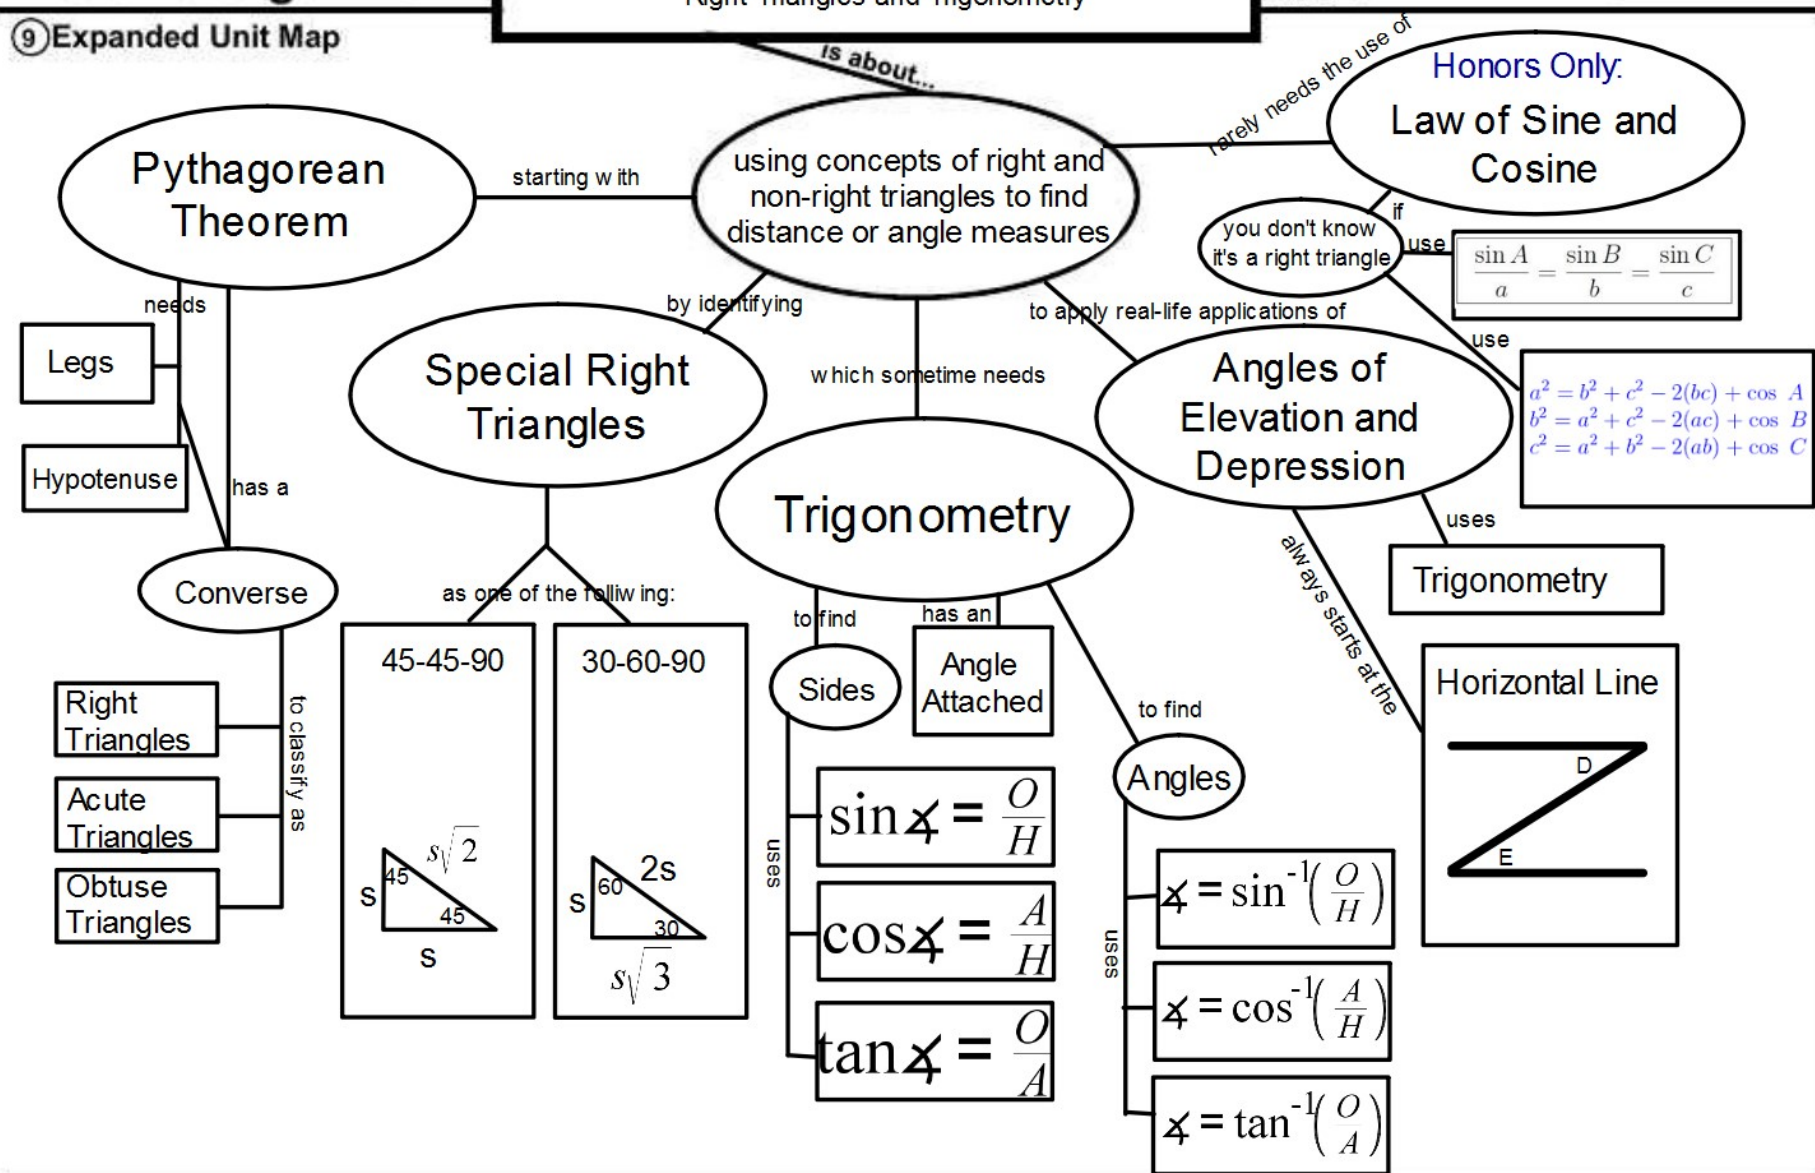 Right Triangles and Trigonometry
⑨Expanded Unit Map
is about...
rarely needs the use of
Honors Only:
Law of Sine and
Cosine
Pythagorean
Theorem
starting with
using concepts of right and
non-right triangles to find
distance or angle measures
if
you don't know
it's a right triangle
use
sin A / a = sin B / b = sin C / c
use
a² = b² + c² − 2(bc) + cos A
b² = a² + c² − 2(ac) + cos B
c² = a² + b² − 2(ab) + cos C
needs
Legs
Hypotenuse
has a
Converse
to classify as
Right
Triangles
Acute
Triangles
Obtuse
Triangles
by identifying
Special Right
Triangles
as one of the folliwing:
45-45-90
45
45
s
s√2
s
30-60-90
60
30
s
2s
s√3
which sometime needs
Trigonometry
to find
Sides
uses
sin∡ = O/H
cos∡ = A/H
tan∡ = O/A
has an
Angle
Attached
to find
Angles
uses
∡ = sin⁻¹(O/H)
∡ = cos⁻¹(A/H)
∡ = tan⁻¹(O/A)
to apply real-life applications of
Angles of
Elevation and
Depression
uses
Trigonometry
always starts at the
Horizontal Line
D
E